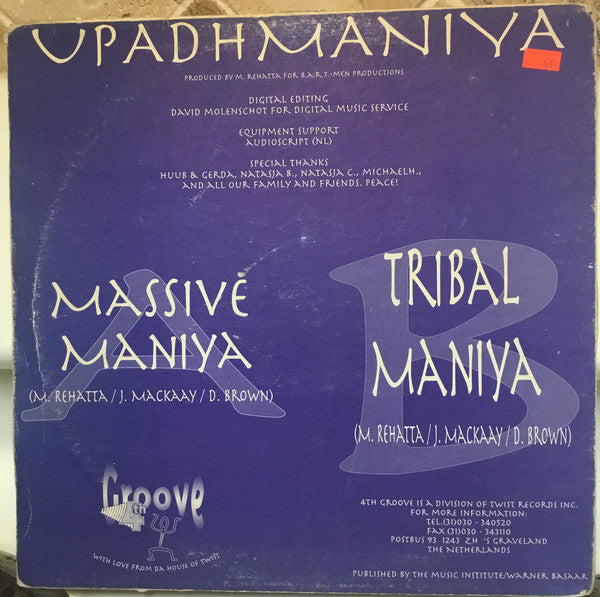 UPADHMANIYA
64
PRODUCED BY M. REHATTA FOR B.A.R.T.-MEN PRODUCTIONS
DIGITAL EDITING
DAVID MOLENSCHOT FOR DIGITAL MUSIC SERVICE
EQUIPMENT SUPPORT
AUDIOSCRIPT (NL)
SPECIAL THANKS
HUUB & GERDA, NATASJA B., NATASJA C., MICHAELH.,
AND ALL OUR FAMILY AND FRIENDS. PEACE!
A
MASSIVE
MANIYA
(M. REHATTA / J. MACKAAY / D. BROWN)
B
TRIBAL
MANIYA
(M. REHATTA / J. MACKAAY / D. BROWN)
4th
Groove
WITH LOVE FROM DA HOUSE OF TWIST
4TH GROOVE IS A DIVISION OF TWIST RECORDS INC.
FOR MORE INFORMATION:
TEL.(31)030 - 340520
FAX (31)030 - 343110
POSTBUS 93 1243 ZH 'S GRAVELAND
THE NETHERLANDS
PUBLISHED BY THE MUSIC INSTITUTE/WARNER BASAAR